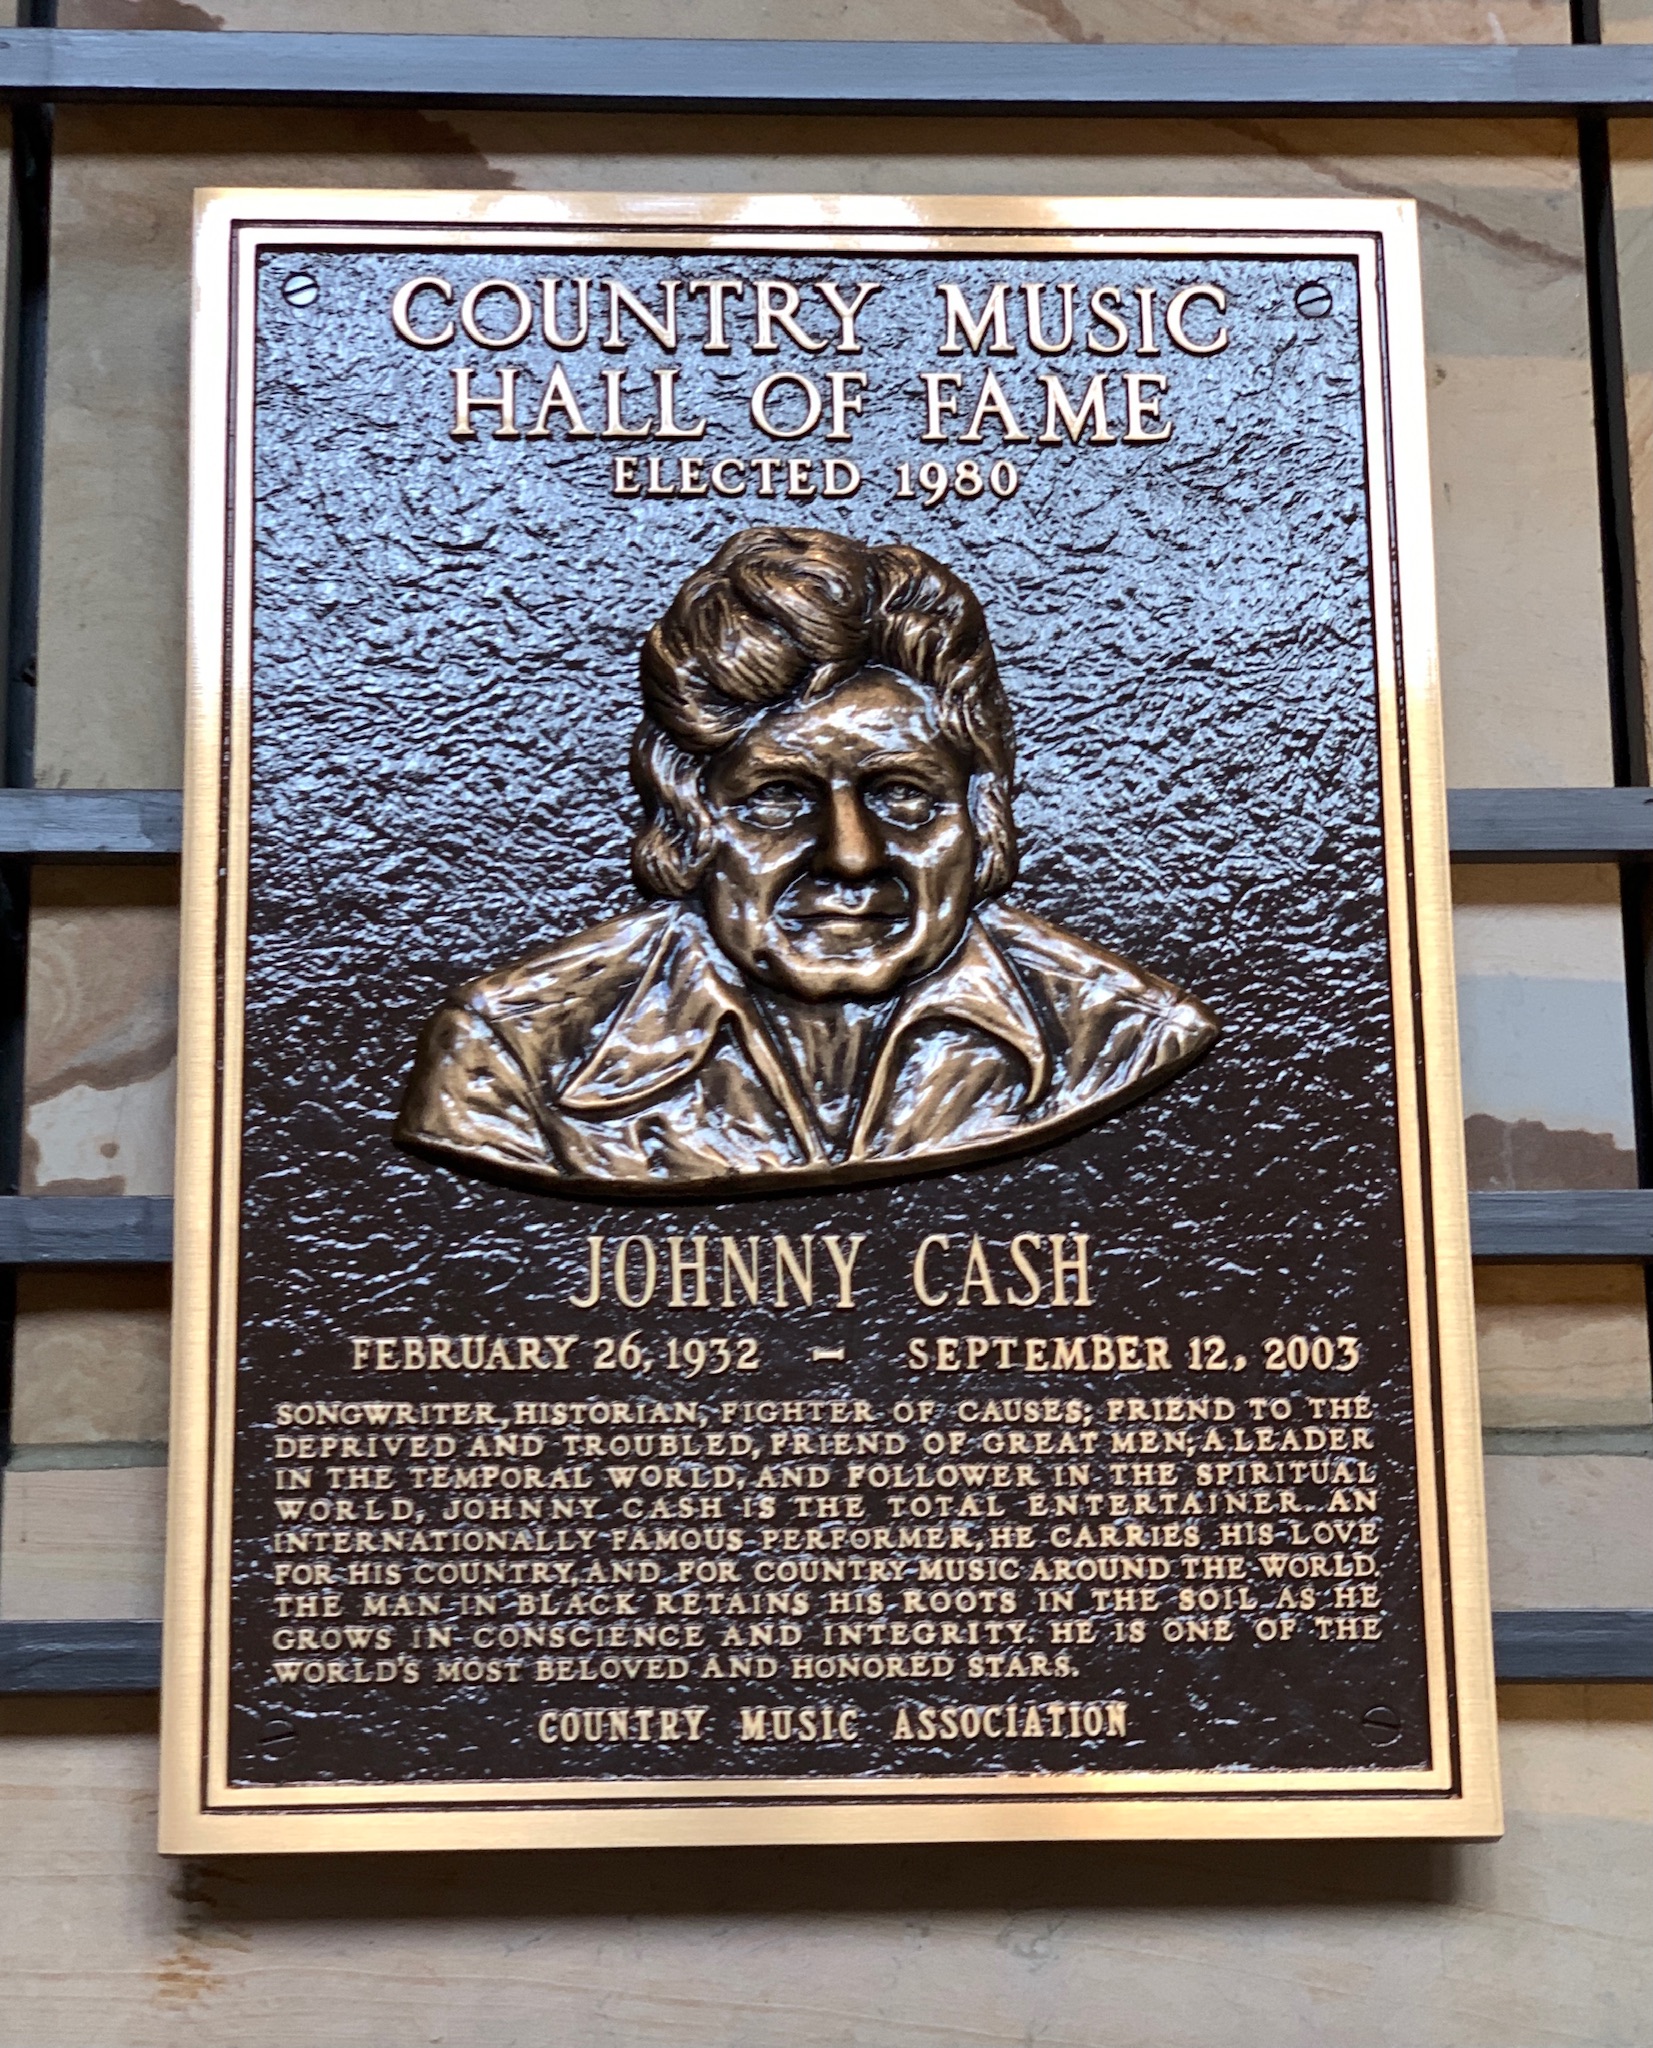 COUNTRY MUSIC
HALL OF FAME
ELECTED 1980
JOHNNY CASH
FEBRUARY 26, 1932 – SEPTEMBER 12, 2003
SONGWRITER, HISTORIAN, FIGHTER OF CAUSES; FRIEND TO THE
DEPRIVED AND TROUBLED, FRIEND OF GREAT MEN; A LEADER
IN THE TEMPORAL WORLD, AND FOLLOWER IN THE SPIRITUAL
WORLD, JOHNNY CASH IS THE TOTAL ENTERTAINER. AN
INTERNATIONALLY FAMOUS PERFORMER, HE CARRIES HIS LOVE
FOR HIS COUNTRY, AND FOR COUNTRY MUSIC AROUND THE WORLD.
THE MAN IN BLACK RETAINS HIS ROOTS IN THE SOIL AS HE
GROWS IN CONSCIENCE AND INTEGRITY. HE IS ONE OF THE
WORLD'S MOST BELOVED AND HONORED STARS.
COUNTRY MUSIC ASSOCIATION